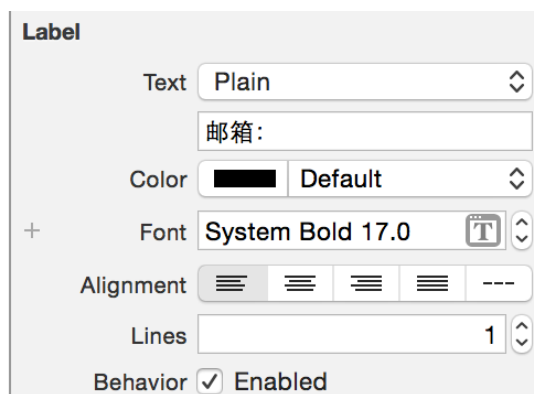 Label
Text Plain
邮箱：
Color Default
Font System Bold 17.0 T
Alignment ---
Lines 1
Behavior Enabled